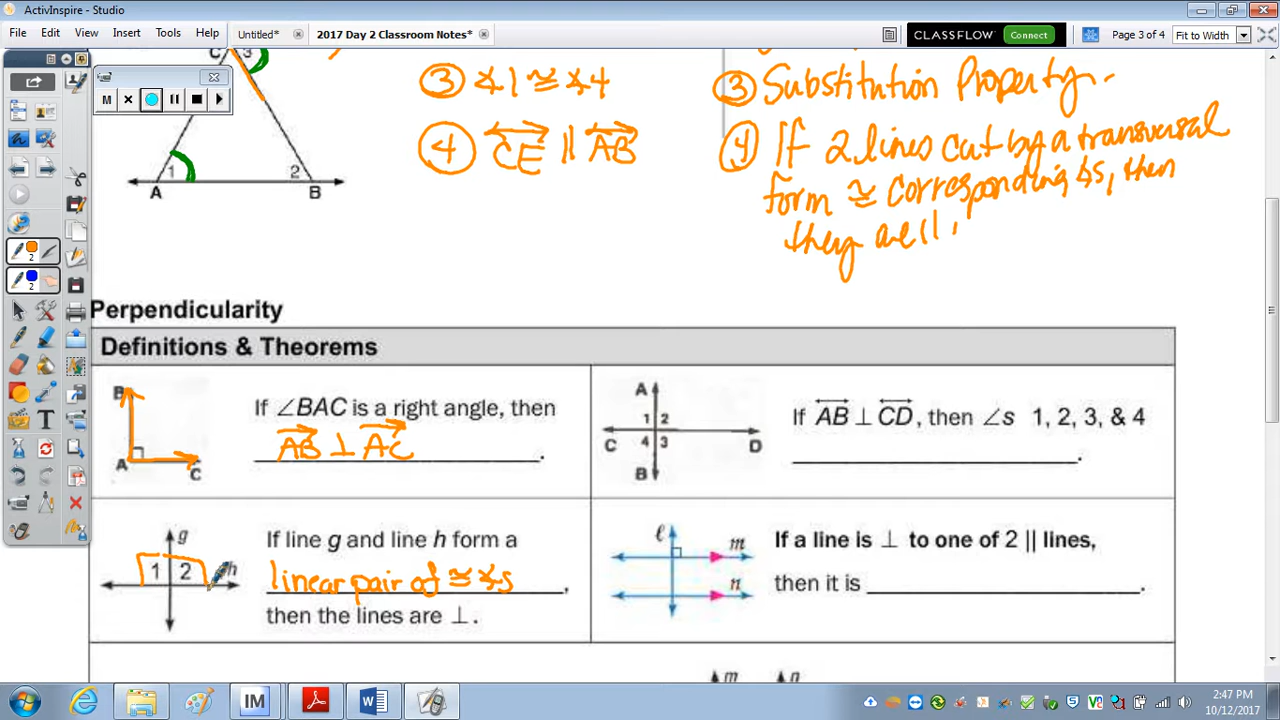 ActivInspire - Studio
File Edit View Insert Tools Help Untitled* 2017 Day 2 Classroom Notes* CLASSFLOW Connect Page 3 of 4 Fit to Width
C 3
M
③ ∡1 ≅ ∡4
③ Substitution Property.
④ CE ∥ AB
④ If 2 lines cut by a transversal
form ≅ corresponding ∡s, then
they are ∥.
1 2
A B
2
2
Perpendicularity
Definitions & Theorems
B
A C
If ∠BAC is a right angle, then
AB ⊥ AC .
A
1 2
C 4 3 D
B
If AB ⊥ CD, then ∠s 1, 2, 3, & 4
.
g
1 2 h
If line g and line h form a
linear pair of ≅ ∡s ,
then the lines are ⊥.
ℓ m
n
If a line is ⊥ to one of 2 || lines,
then it is .
m n
T
IM
W
2:47 PM
10/12/2017